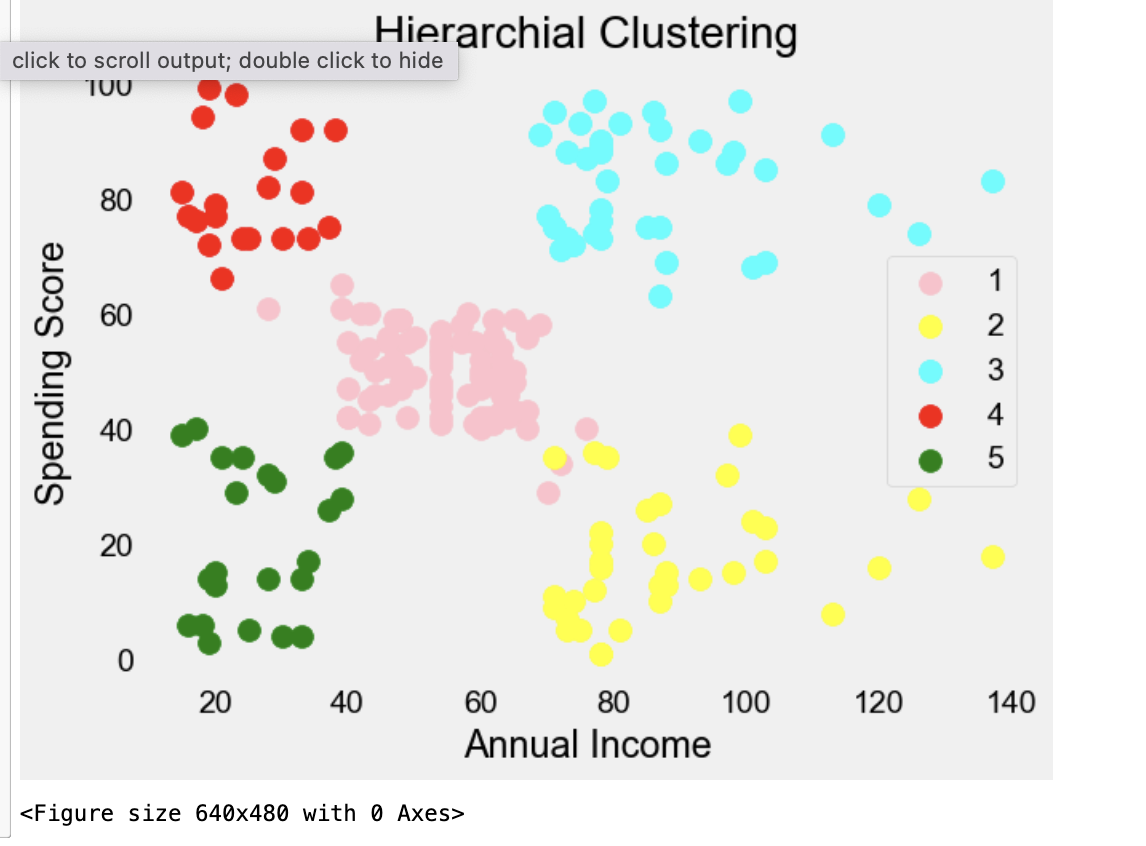 Hierarchial Clustering
click to scroll output; double click to hide
100
80
60
40
20
0
Spending Score
1
2
3
4
5
20 40 60 80 100 120 140
Annual Income
<Figure size 640x480 with 0 Axes>